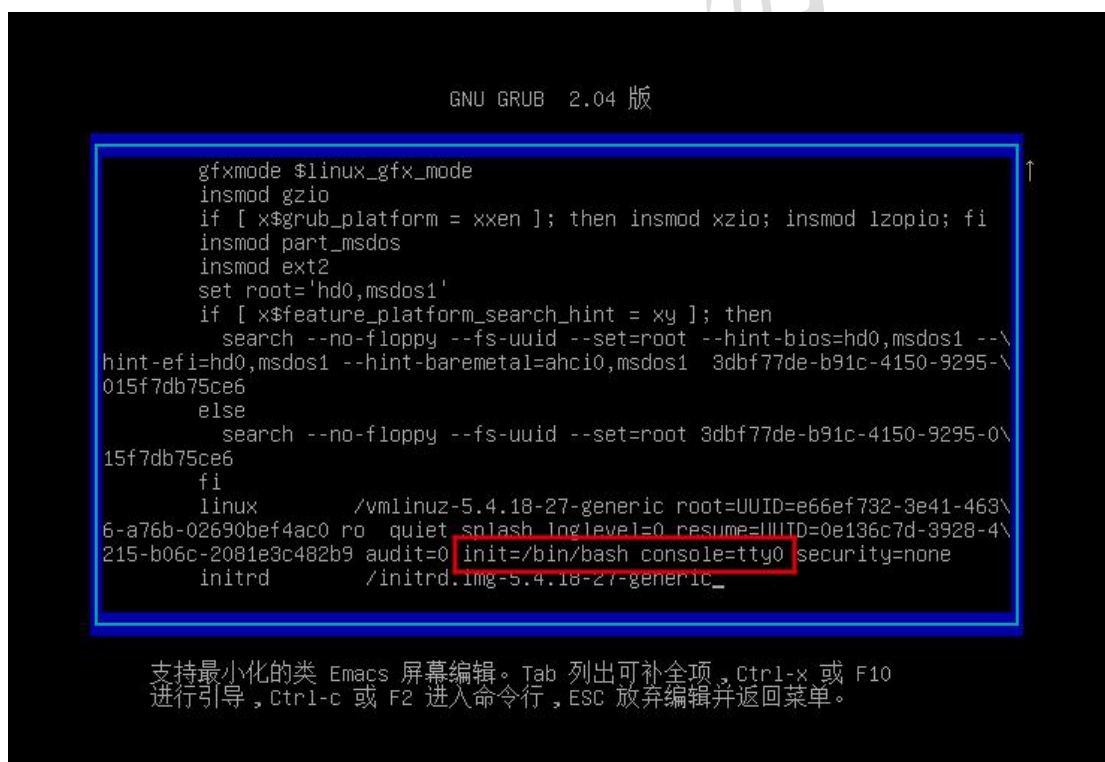 GNU GRUB 2.04 版
gfxmode $linux_gfx_mode
insmod gzio
if [ x$grub_platform = xxen ]; then insmod xzio; insmod lzopio; fi
insmod part_msdos
insmod ext2
set root='hd0,msdos1'
if [ x$feature_platform_search_hint = xy ]; then
search --no-floppy --fs-uuid --set=root --hint-bios=hd0,msdos1 --\
hint-efi=hd0,msdos1 --hint-baremetal=ahci0,msdos1 3dbf77de-b91c-4150-9295-\
015f7db75ce6
else
search --no-floppy --fs-uuid --set=root 3dbf77de-b91c-4150-9295-0\
15f7db75ce6
fi
linux /vmlinuz-5.4.18-27-generic root=UUID=e66ef732-3e41-463\
6-a76b-02690bef4ac0 ro quiet splash loglevel=0 resume=UUID=0e136c7d-3928-4\
215-b06c-2081e3c482b9 audit=0 init=/bin/bash console=tty0 security=none
initrd /initrd.img-5.4.18-27-generic_
支持最小化的类 Emacs 屏幕编辑。Tab 列出可补全项,Ctrl-x 或 F10
进行引导,Ctrl-c 或 F2 进入命令行,ESC 放弃编辑并返回菜单。